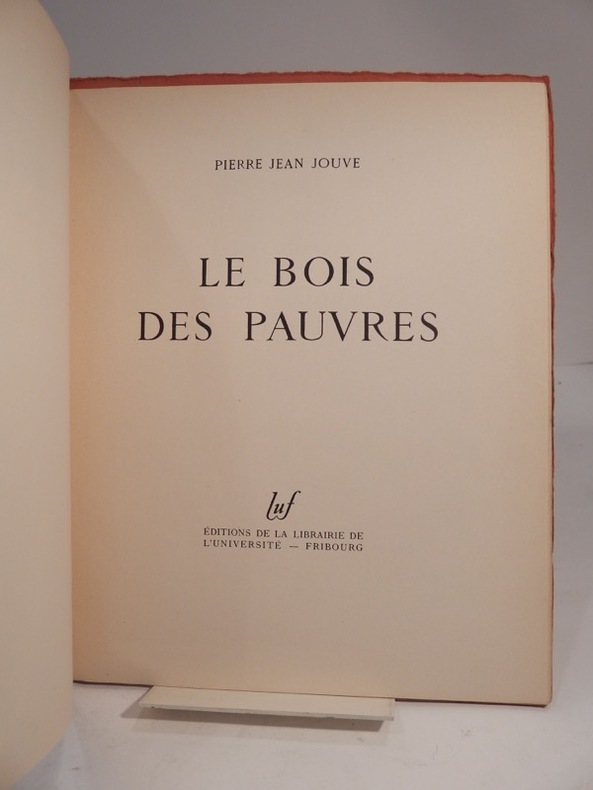 PIERRE JEAN JOUVE
LE BOIS
DES PAUVRES
luf
ÉDITIONS DE LA LIBRAIRIE DE
L'UNIVERSITÉ — FRIBOURG